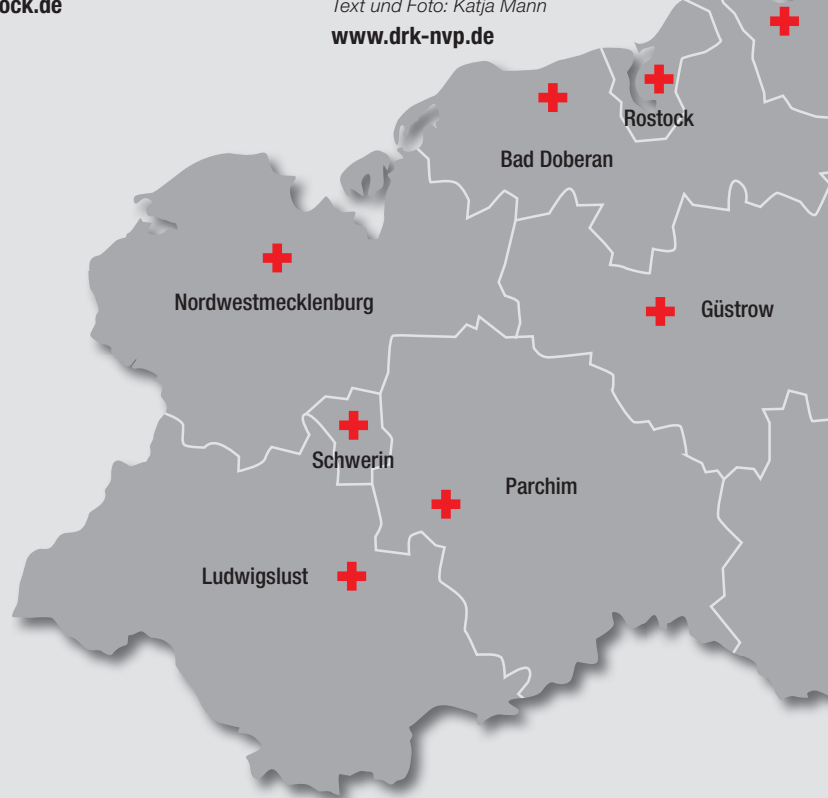 ock.de
Text und Foto: Katja Mann
www.drk-nvp.de
Rostock
Bad Doberan
Nordwestmecklenburg
Güstrow
Schwerin
Parchim
Ludwigslust